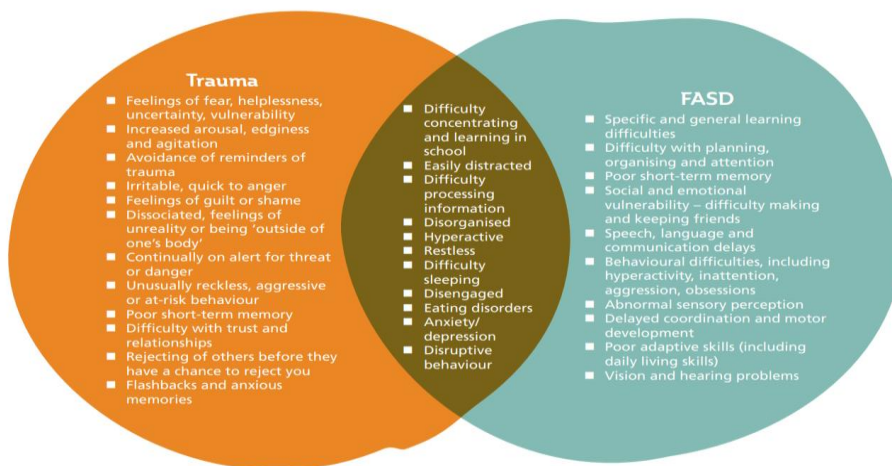 Trauma
■ Feelings of fear, helplessness,
uncertainty, vulnerability
■ Increased arousal, edginess
and agitation
■ Avoidance of reminders of
trauma
■ Irritable, quick to anger
■ Feelings of guilt or shame
■ Dissociated, feelings of
unreality or being ‘outside of
one’s body’
■ Continually on alert for threat
or danger
■ Unusually reckless, aggressive
or at-risk behaviour
■ Poor short-term memory
■ Difficulty with trust and
relationships
■ Rejecting of others before they
have a chance to reject you
■ Flashbacks and anxious
memories
■ Difficulty
concentrating
and learning in
school
■ Easily distracted
■ Difficulty
processing
information
■ Disorganised
■ Hyperactive
■ Restless
■ Difficulty
sleeping
■ Disengaged
■ Eating disorders
■ Anxiety/
depression
■ Disruptive
behaviour
FASD
■ Specific and general learning
difficulties
■ Difficulty with planning,
organising and attention
■ Poor short-term memory
■ Social and emotional
vulnerability – difficulty making
and keeping friends
■ Speech, language and
communication delays
■ Behavioural difficulties, including
hyperactivity, inattention,
aggression, obsessions
■ Abnormal sensory perception
■ Delayed coordination and motor
development
■ Poor adaptive skills (including
daily living skills)
■ Vision and hearing problems